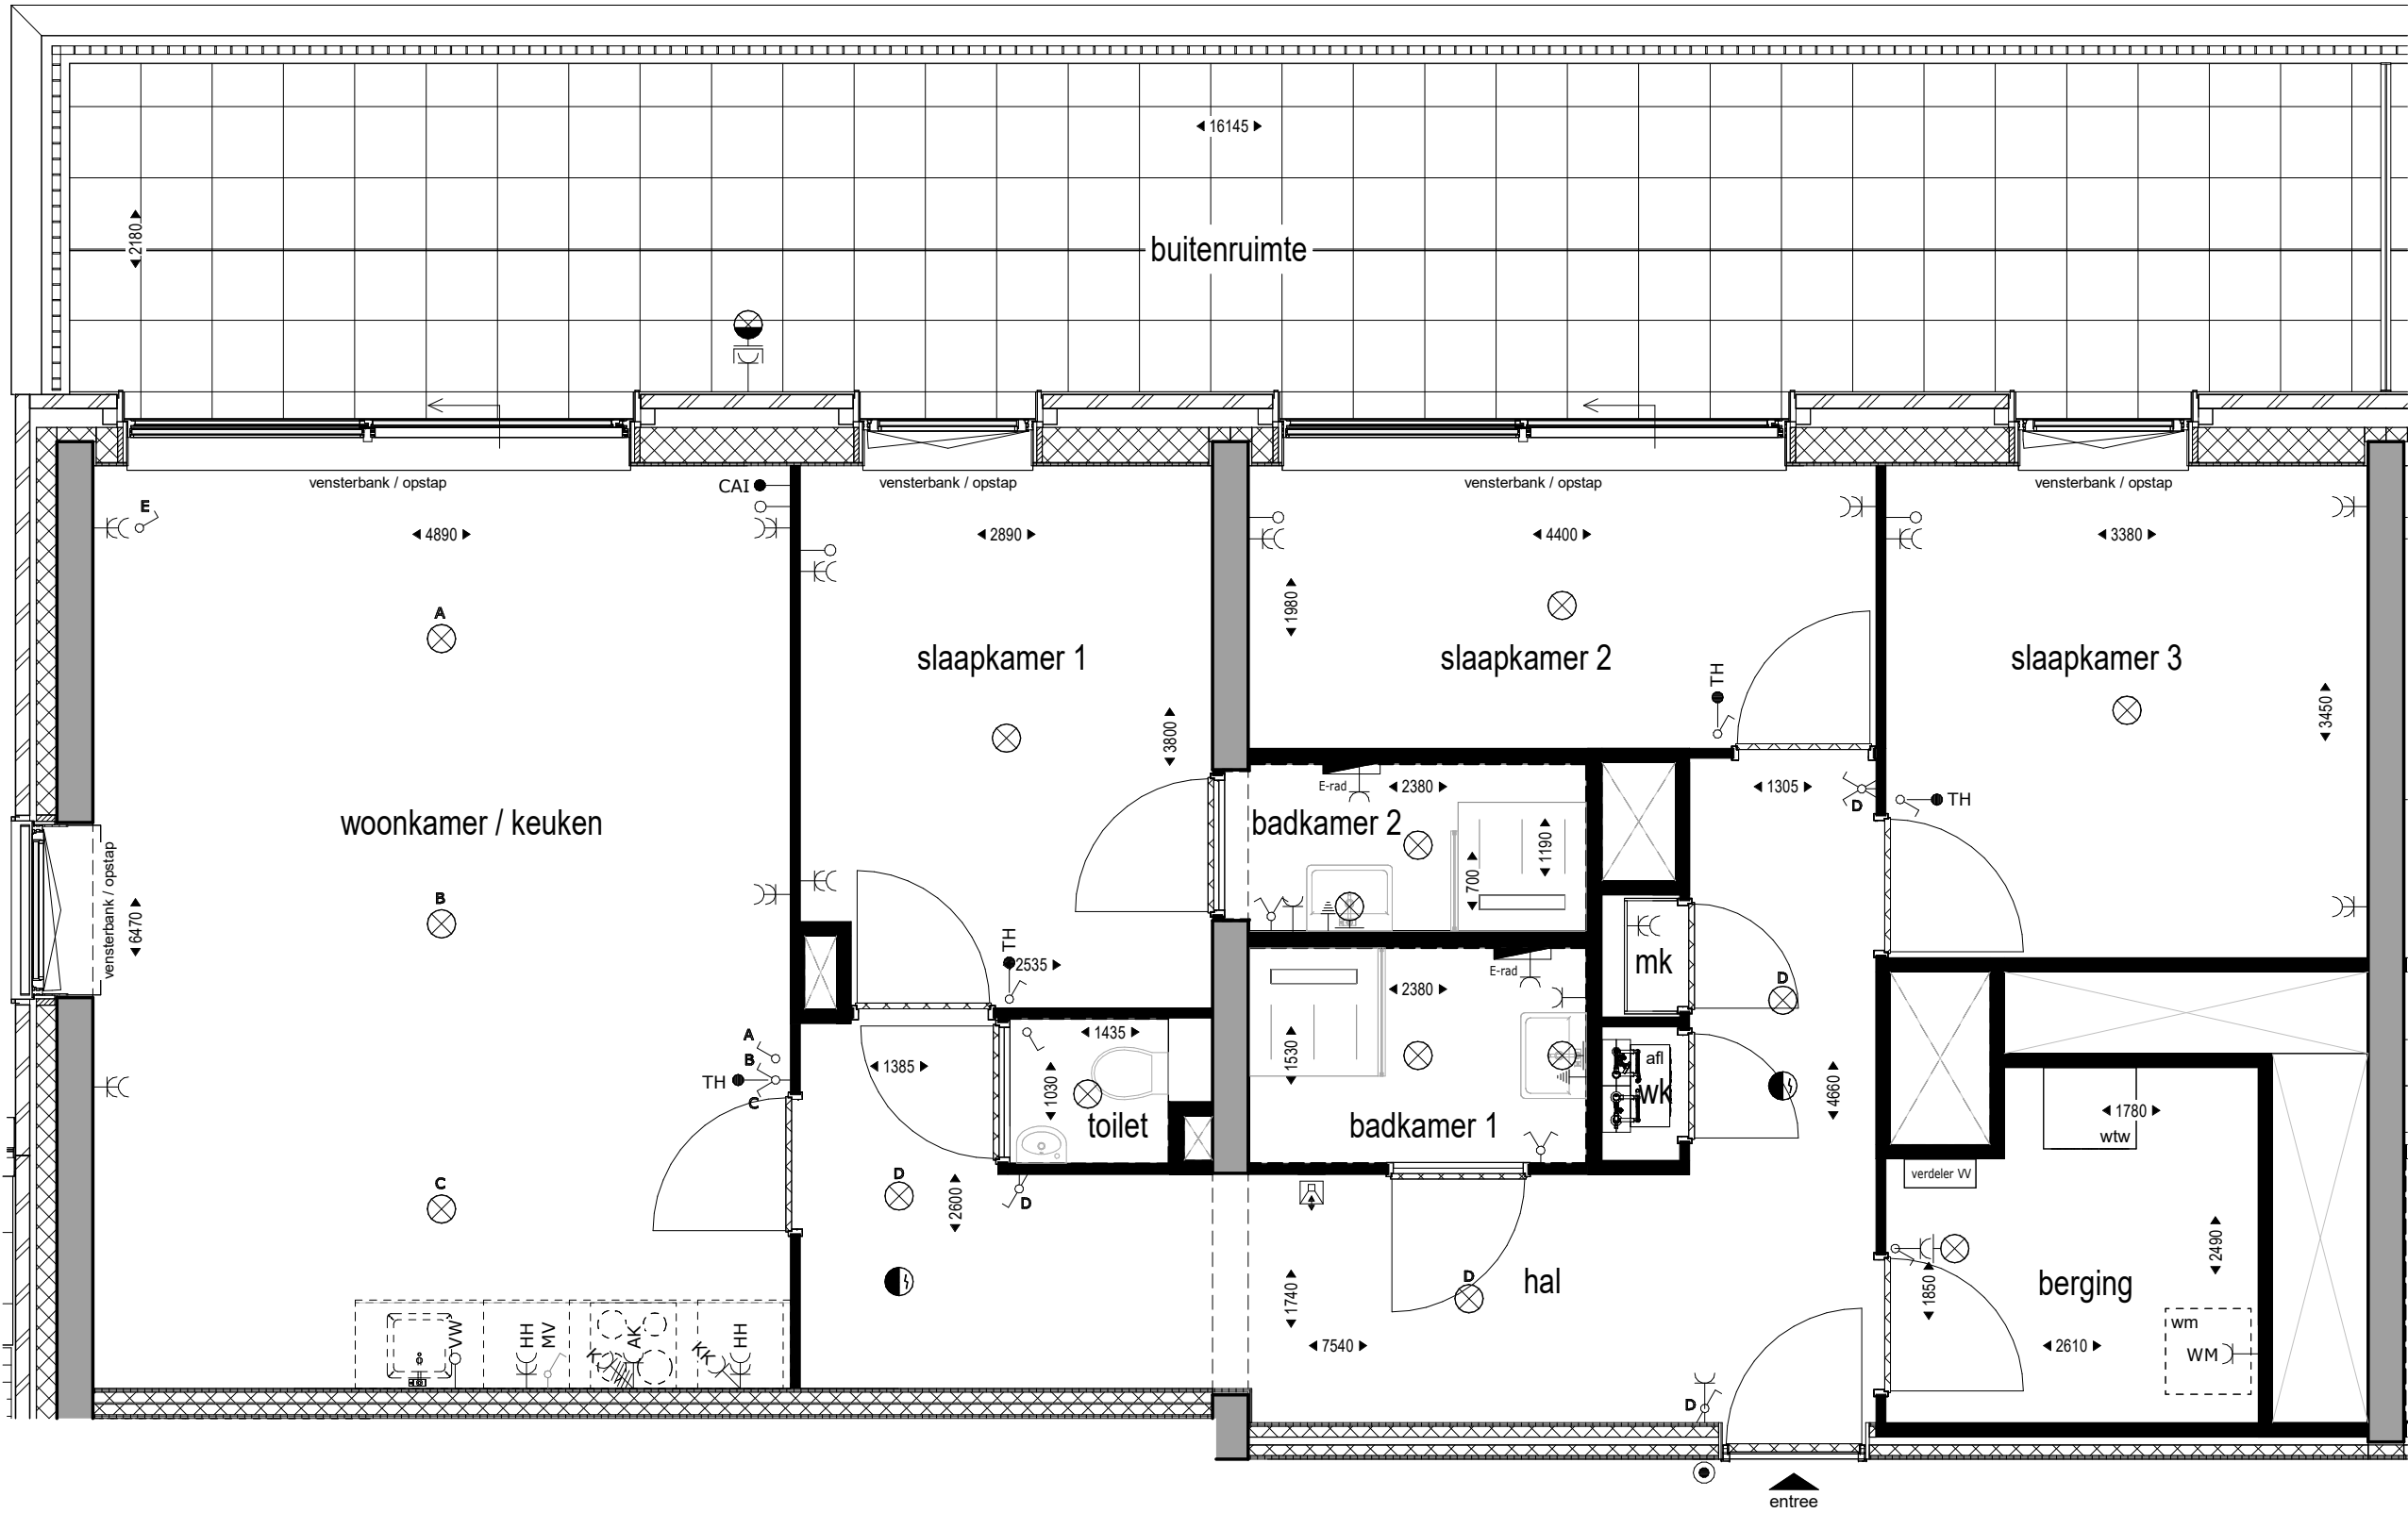 16145
2180
buitenruimte
vensterbank / opstap
vensterbank / opstap
vensterbank / opstap
vensterbank / opstap
CAI
E
4890
2890
4400
3380
1980
A
slaapkamer 1
slaapkamer 2
slaapkamer 3
TH
3450
3800
E-rad
2380
1305
D
TH
woonkamer / keuken
badkamer 2
1190
700
vensterbank / opstap
6470
B
TH
2535
E-rad
2380
mk
D
A
B
TH
C
1385
1435
1030
toilet
1530
badkamer 1
afl
wk
4660
1780
wtw
verdeler VV
C
D
2600
D
2490
1740
D
hal
1850
berging
7540
2610
wm
WM
VW
HH
MV
AK
K
KK
HH
D
entree